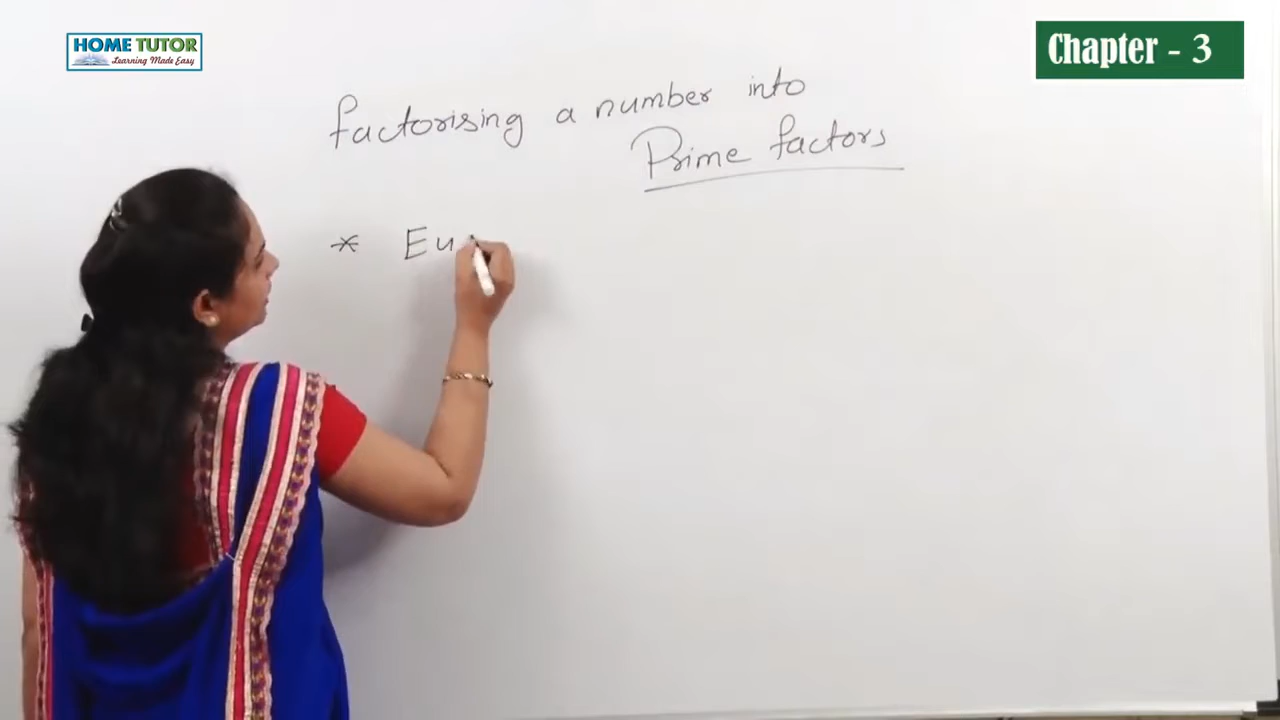 HOME TUTOR
Learning Made Easy
Chapter - 3
factorising a number into
Prime factors
* Eu